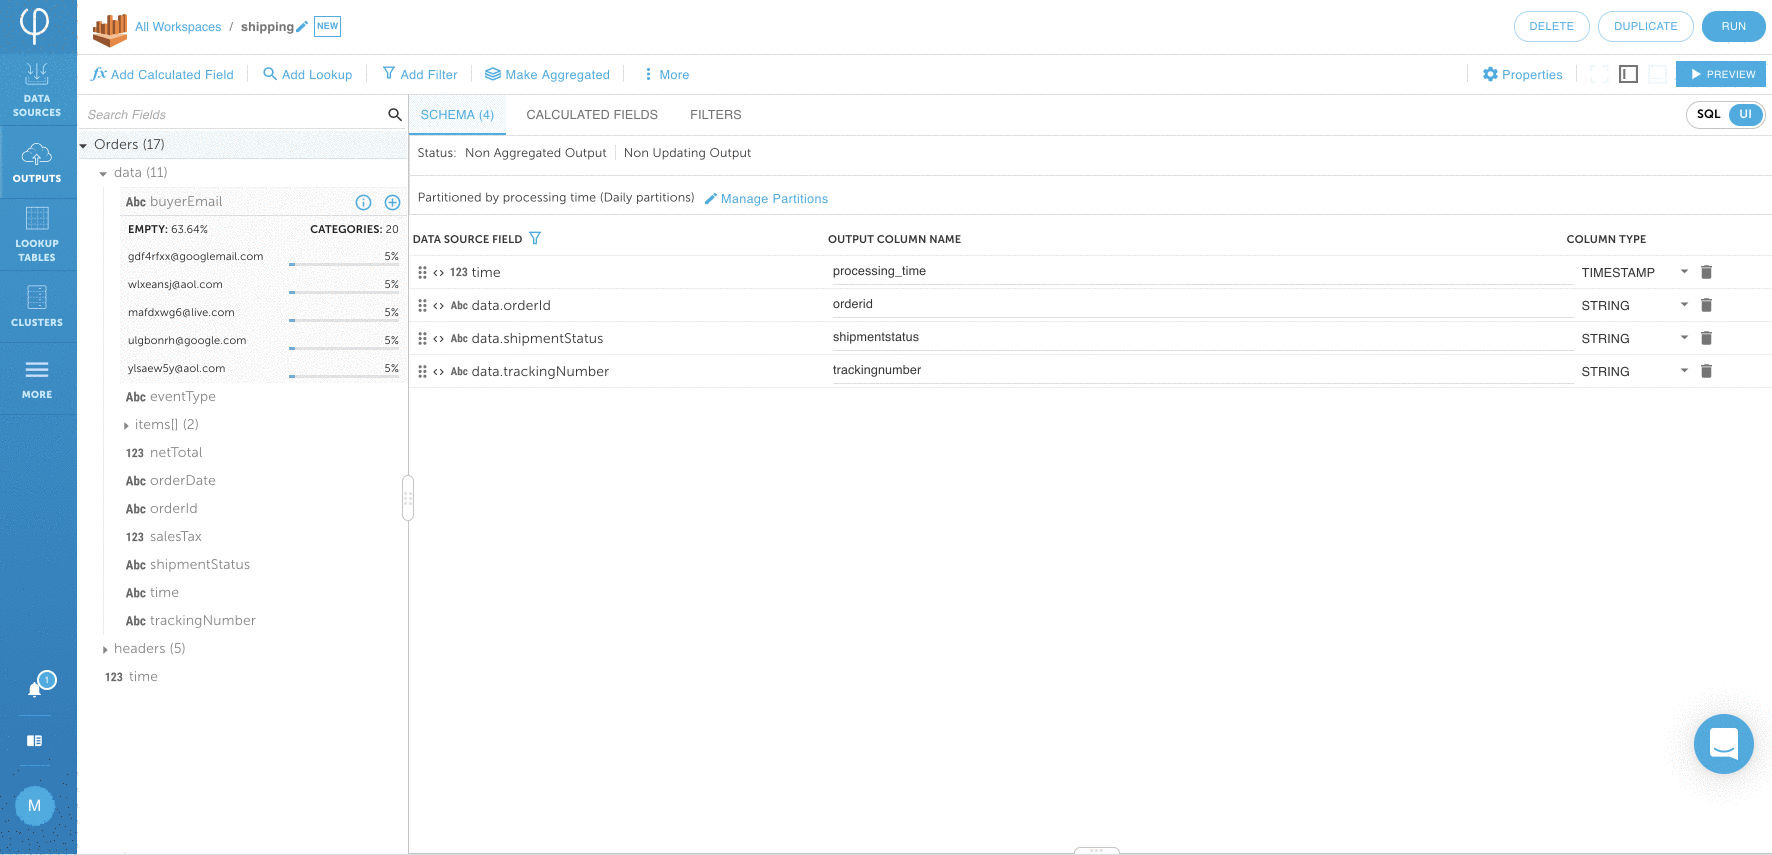 All Workspaces / shipping NEW
DELETE DUPLICATE RUN
fx Add Calculated Field Add Lookup Add Filter Make Aggregated More Properties PREVIEW
DATA
SOURCES
OUTPUTS
LOOKUP
TABLES
CLUSTERS
MORE
1
M
Search Fields
Orders (17)
data (11)
Abc buyerEmail
EMPTY: 63.64% CATEGORIES: 20
gdf4rfxx@googlemail.com 5%
wlxeansj@aol.com 5%
mafdxwg6@live.com 5%
ulgbonrh@google.com 5%
ylsaew5y@aol.com 5%
Abc eventType
items[] (2)
123 netTotal
Abc orderDate
Abc orderId
123 salesTax
Abc shipmentStatus
Abc time
Abc trackingNumber
headers (5)
123 time
SCHEMA (4) CALCULATED FIELDS FILTERS SQL UI
Status: Non Aggregated Output Non Updating Output
Partitioned by processing time (Daily partitions) Manage Partitions
DATA SOURCE FIELD OUTPUT COLUMN NAME COLUMN TYPE
<> 123 time processing_time TIMESTAMP
<> Abc data.orderId orderid STRING
<> Abc data.shipmentStatus shipmentstatus STRING
<> Abc data.trackingNumber trackingnumber STRING